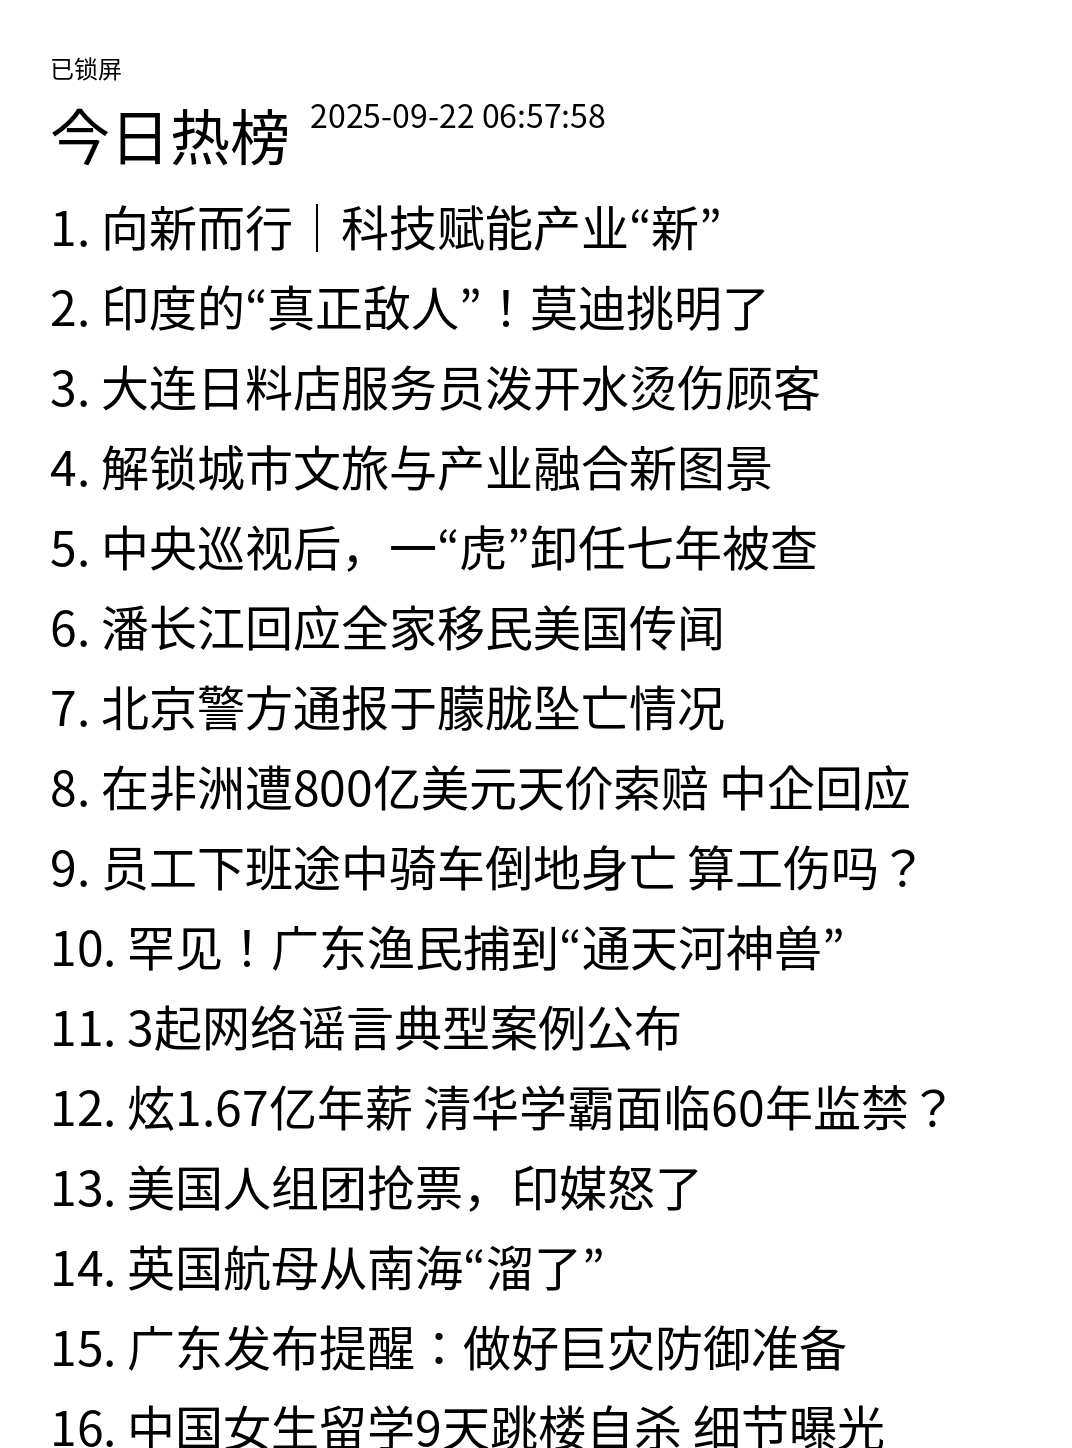 已锁屏
今日热榜 2025-09-22 06:57:58
1. 向新而行｜科技赋能产业“新”
2. 印度的“真正敌人”！莫迪挑明了
3. 大连日料店服务员泼开水烫伤顾客
4. 解锁城市文旅与产业融合新图景
5. 中央巡视后，一“虎”卸任七年被查
6. 潘长江回应全家移民美国传闻
7. 北京警方通报于朦胧坠亡情况
8. 在非洲遭800亿美元天价索赔 中企回应
9. 员工下班途中骑车倒地身亡 算工伤吗？
10. 罕见！广东渔民捕到“通天河神兽”
11. 3起网络谣言典型案例公布
12. 炫1.67亿年薪 清华学霸面临60年监禁？
13. 美国人组团抢票，印媒怒了
14. 英国航母从南海“溜了”
15. 广东发布提醒：做好巨灾防御准备
16. 中国女生留学9天跳楼自杀 细节曝光